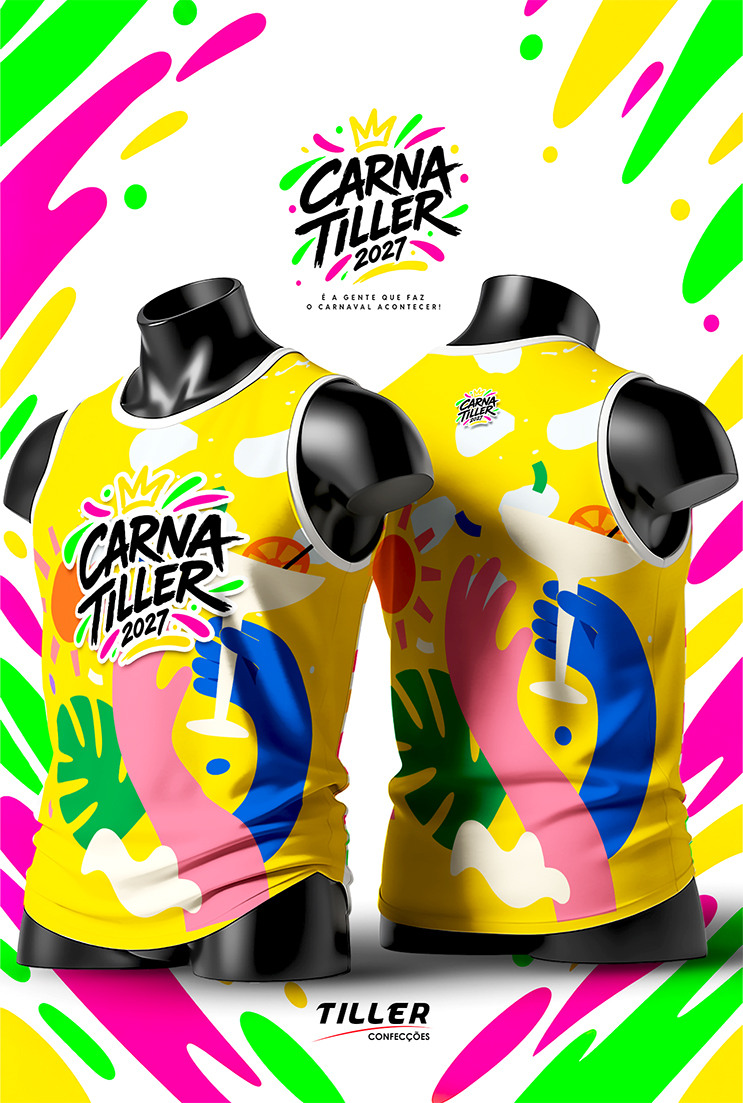 CARNA
TILLER
2027
É A GENTE QUE FAZ
O CARNAVAL ACONTECER!
CARNA
TILLER
2027
CARNA
TILLER
2027
TILLER
CONFECÇÕES